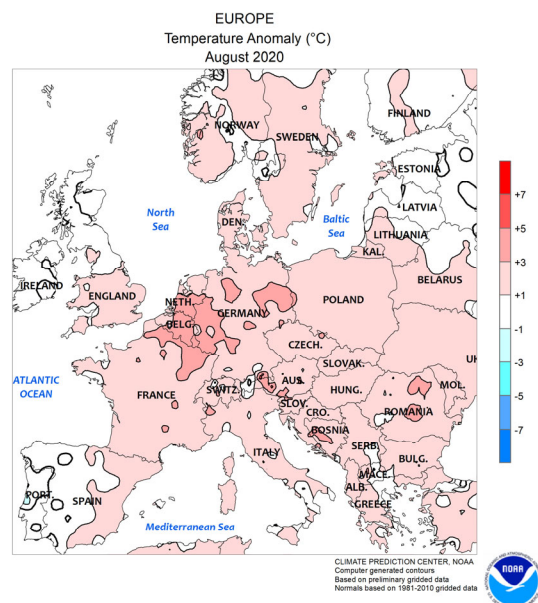 EUROPE
Temperature Anomaly (°C)
August 2020
FINLAND
NORWAY
SWEDEN
ESTONIA
North
Sea
DEN.
Baltic
Sea
LATVIA
LITHUANIA
KAL.
IRELAND
ENGLAND
NETH.
BELG.
GERMANY
POLAND
BELARUS
CZECH.
UK
SLOVAK.
ATLANTIC
OCEAN
FRANCE
SWITZ.
AUS.
HUNG.
MOL.
SLOV.
CRO.
ROMANIA
BOSNIA
ITALY
SERB.
BULG.
PORT.
SPAIN
MACE.
ALB.
GREECE
Mediterranean Sea
+7
+5
+3
+1
-1
-3
-5
-7
CLIMATE PREDICTION CENTER, NOAA
Computer generated contours
Based on preliminary gridded data
Normals based on 1981-2010 gridded data
NOAA